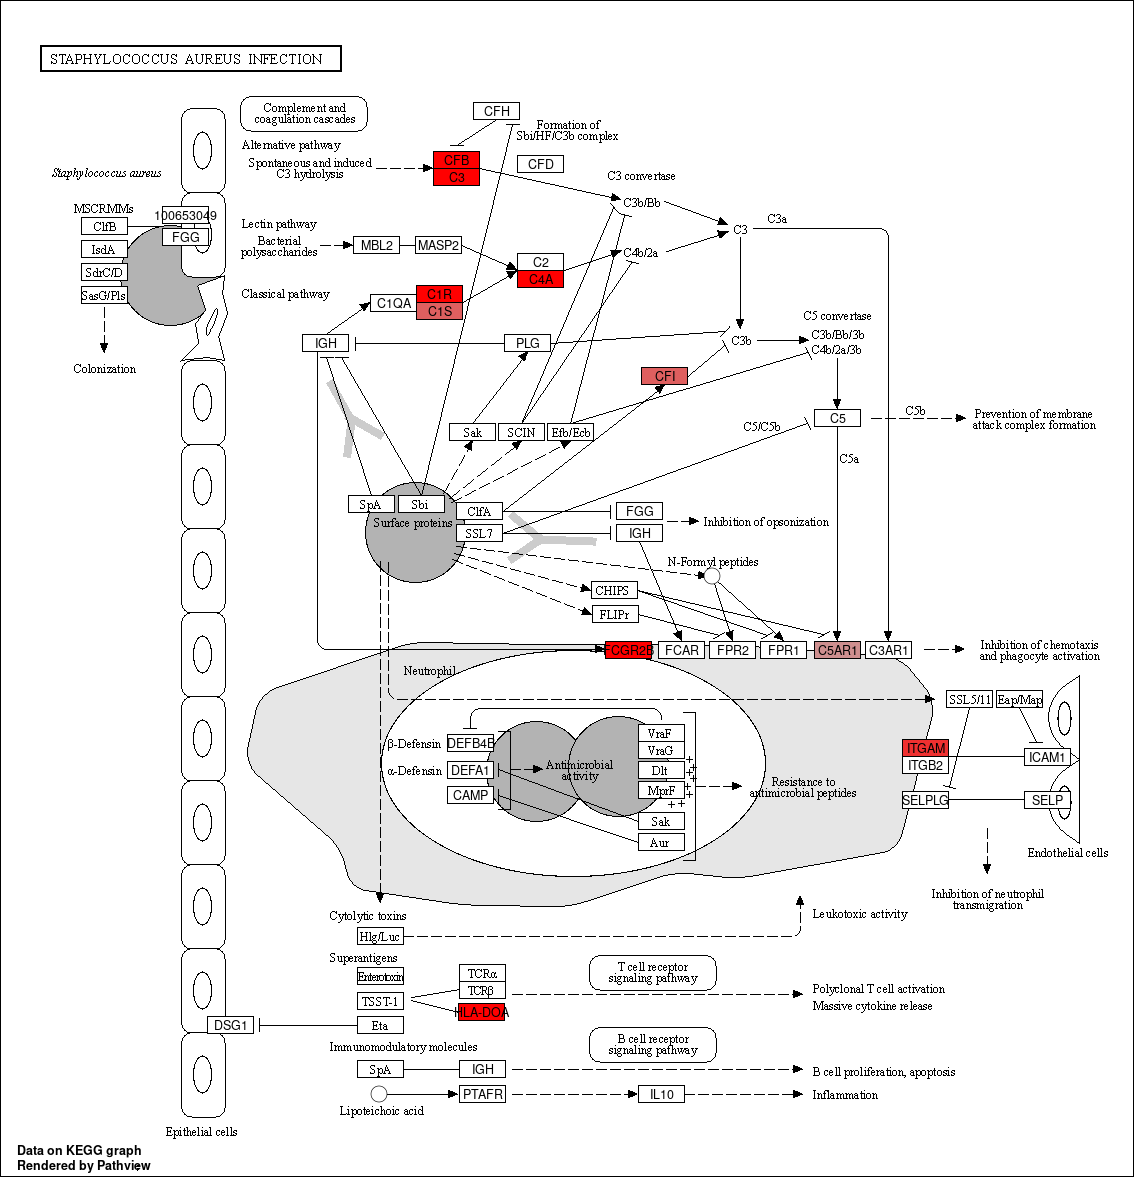 STAPHYLOCOCCUS AUREUS INFECTION
Complement and
coagulation cascades
CFH
Formation of
Sbi/HF/C3b complex
Alternative pathway
Spontaneous and induced
C3 hydrolysis
CFB
C3
CFD
C3 convertase
Staphylococcus aureus
MSCRMMs
ClfB
IsdA
SdrC/D
SasG/Pls
100653049
FGG
Colonization
C3b/Bb
C3
C3a
Lectin pathway
Bacterial
polysaccharides
MBL2
MASP2
C2
C4A
C4b/2a
Classical pathway
C1QA
C1R
C1S
C5 convertase
C3b/Bb/3b
C4b/2a/3b
IGH
PLG
C3b
CFI
C5
C5b
Prevention of membrane
attack complex formation
Sak
SCIN
Efb/Ecb
C5/C5b
C5a
SpA
Sbi
Surface proteins
ClfA
SSL7
FGG
IGH
Inhibition of opsonization
N-Formyl peptides
CHIPS
FLIPr
CGR2B
FCAR
FPR2
FPR1
C5AR1
C3AR1
Inhibition of chemotaxis
and phagocyte activation
Neutrophil
SSL5/11
Eap/Map
β-Defensin
DEFB4B
α-Defensin
DEFA1
CAMP
Antimicrobial
activity
VraF
VraG
Dlt
MprF
Sak
Aur
+
+
+
+
+
+
+ +
Resistance to
antimicrobial peptides
ITGAM
ITGB2
ICAM1
SELPLG
SELP
Endothelial cells
Inhibition of neutrophil
transmigration
Cytolytic toxins
Hlg/Luc
Leukotoxic activity
Superantigens
Enterotoxin
TSST-1
Eta
TCRα
TCRβ
LA-DOA
T cell receptor
signaling pathway
Polyclonal T cell activation
Massive cytokine release
DSG1
B cell receptor
signaling pathway
Immunomodulatory molecules
SpA
IGH
B cell proliferation, apoptosis
Lipoteichoic acid
PTAFR
IL10
Inflammation
Epithelial cells
Data on KEGG graph
Rendered by Pathview